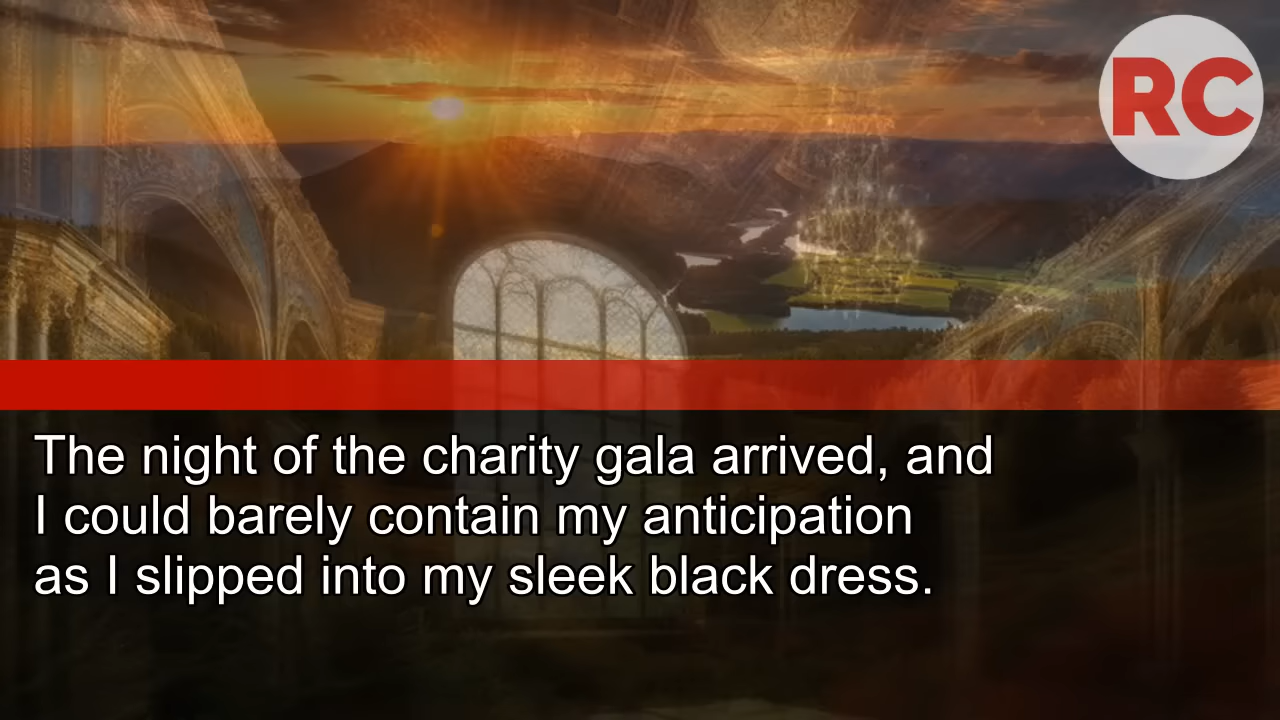 RC
The night of the charity gala arrived, and
I could barely contain my anticipation
as I slipped into my sleek black dress.